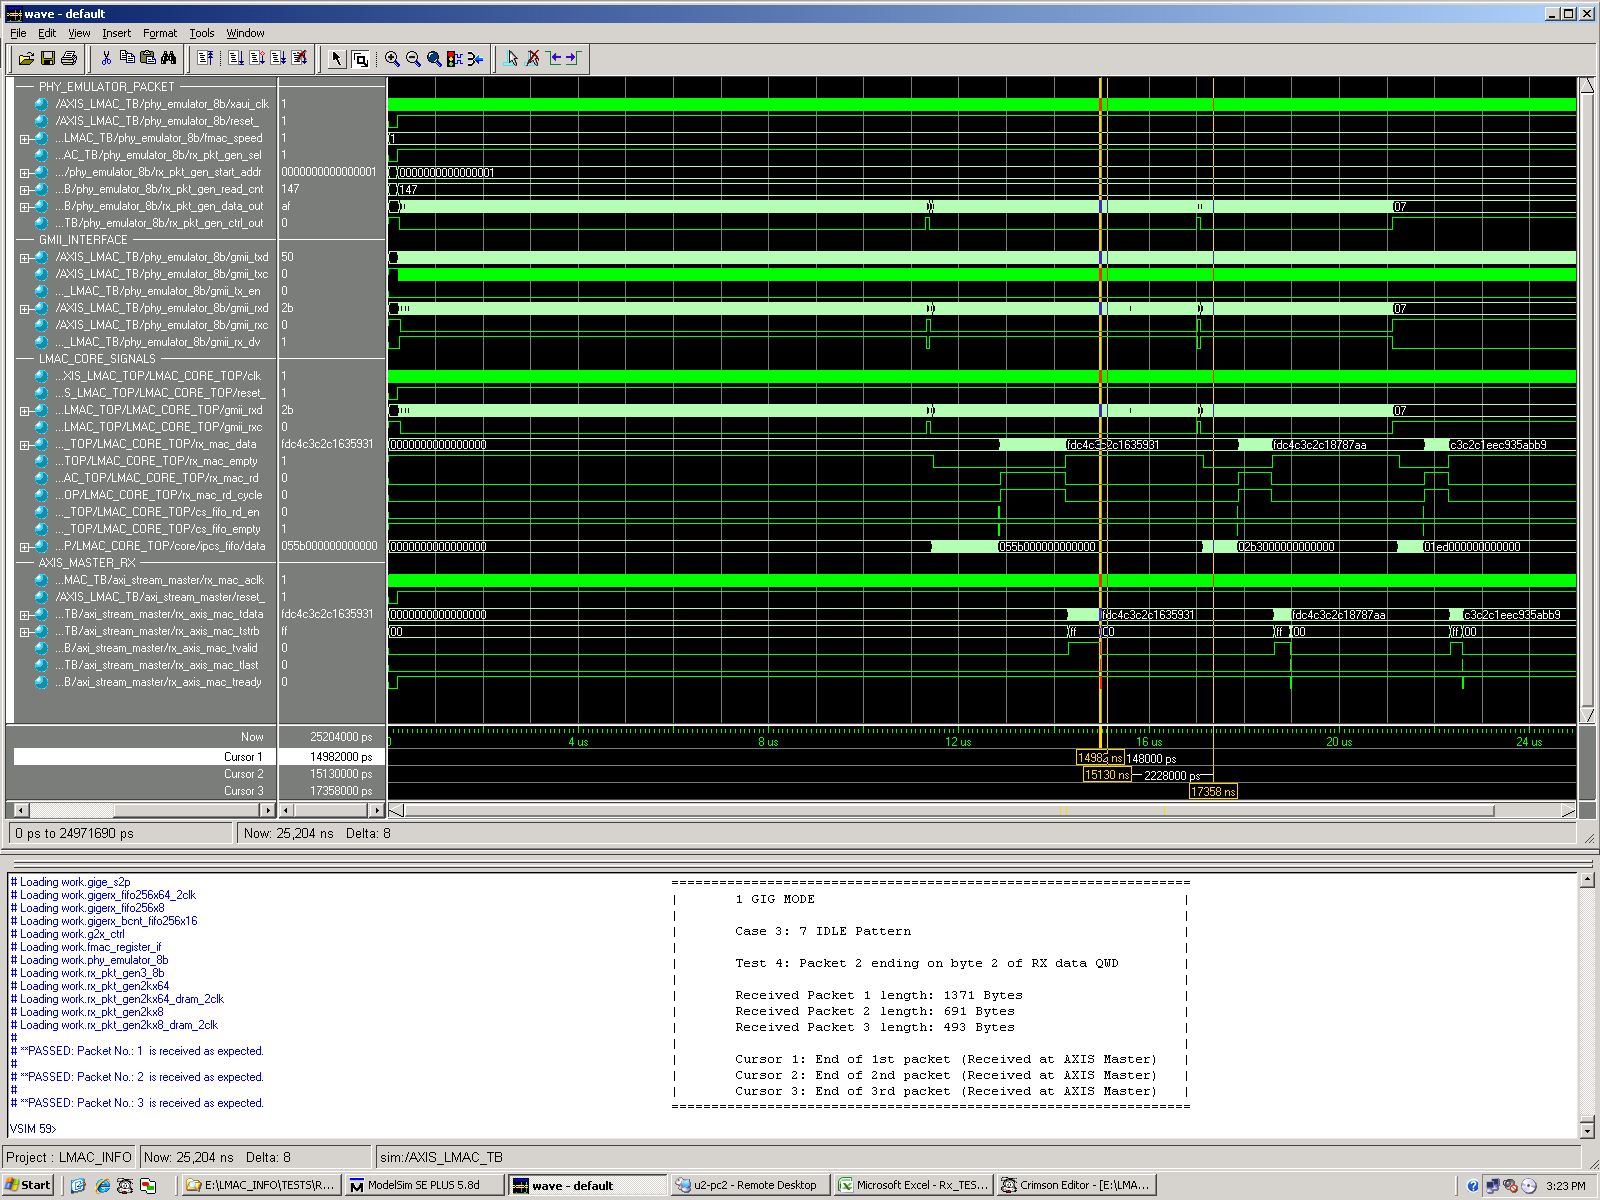 wave - default
File Edit View Insert Format Tools Window
PHY_EMULATOR_PACKET
/AXIS_LMAC_TB/phy_emulator_8b/xaui_clk 1
/AXIS_LMAC_TB/phy_emulator_8b/reset_ 1
...LMAC_TB/phy_emulator_8b/fmac_speed 1 1
...AC_TB/phy_emulator_8b/rx_pkt_gen_sel 1
.../phy_emulator_8b/rx_pkt_gen_start_addr 0000000000000001 0000000000000001
...B/phy_emulator_8b/rx_pkt_gen_read_cnt 147 147
...B/phy_emulator_8b/rx_pkt_gen_data_out af 07
...TB/phy_emulator_8b/rx_pkt_gen_ctrl_out 0
GMII_INTERFACE
/AXIS_LMAC_TB/phy_emulator_8b/gmii_txd 50
/AXIS_LMAC_TB/phy_emulator_8b/gmii_txc 0
..._LMAC_TB/phy_emulator_8b/gmii_tx_en 0
/AXIS_LMAC_TB/phy_emulator_8b/gmii_rxd 2b 07
/AXIS_LMAC_TB/phy_emulator_8b/gmii_rxc 0
..._LMAC_TB/phy_emulator_8b/gmii_rx_dv 1
LMAC_CORE_SIGNALS
...XIS_LMAC_TOP/LMAC_CORE_TOP/clk 1
...S_LMAC_TOP/LMAC_CORE_TOP/reset_ 1
...LMAC_TOP/LMAC_CORE_TOP/gmii_rxd 2b 07
...LMAC_TOP/LMAC_CORE_TOP/gmii_rxc 0
..._TOP/LMAC_CORE_TOP/rx_mac_data fdc4c3c2c1635931 0000000000000000 fdc4c3c2c1635931 fdc4c3c2c18787aa c3c2c1eec935abb9
...TOP/LMAC_CORE_TOP/rx_mac_empty 1
...AC_TOP/LMAC_CORE_TOP/rx_mac_rd 0
...OP/LMAC_CORE_TOP/rx_mac_rd_cycle 0
..._TOP/LMAC_CORE_TOP/cs_fifo_rd_en 0
..._TOP/LMAC_CORE_TOP/cs_fifo_empty 1
...P/LMAC_CORE_TOP/core/ipcs_fifo/data 055b000000000000 0000000000000000 055b000000000000 02b3000000000000 01ed000000000000
AXIS_MASTER_RX
...MAC_TB/axi_stream_master/rx_mac_aclk 1
/AXIS_LMAC_TB/axi_stream_master/reset_ 1
...TB/axi_stream_master/rx_axis_mac_tdata fdc4c3c2c1635931 0000000000000000 fdc4c3c2c1635931 fdc4c3c2c18787aa c3c2c1eec935abb9
...TB/axi_stream_master/rx_axis_mac_tstrb ff 00 ff 00 ff 00 ff 00
...B/axi_stream_master/rx_axis_mac_tvalid 0
...TB/axi_stream_master/rx_axis_mac_tlast 0
...B/axi_stream_master/rx_axis_mac_tready 0
Now 25204000 ps 0 4 us 8 us 12 us 16 us 20 us 24 us
Cursor 1 14982000 ps 14982 ns 148000 ps
Cursor 2 15130000 ps 15130 ns 2228000 ps
Cursor 3 17358000 ps 17358 ns
0 ps to 24971690 ps Now: 25,204 ns Delta: 8
# Loading work.gige_s2p
# Loading work.gigerx_fifo256x64_2clk
# Loading work.gigerx_fifo256x8
# Loading work.gigerx_bcnt_fifo256x16
# Loading work.g2x_ctrl
# Loading work.fmac_register_if
# Loading work.phy_emulator_8b
# Loading work.rx_pkt_gen3_8b
# Loading work.rx_pkt_gen2kx64
# Loading work.rx_pkt_gen2kx64_dram_2clk
# Loading work.rx_pkt_gen2kx8
# Loading work.rx_pkt_gen2kx8_dram_2clk
#
# **PASSED: Packet No.: 1 is received as expected.
#
# **PASSED: Packet No.: 2 is received as expected.
#
# **PASSED: Packet No.: 3 is received as expected.
VSIM 59>
1 GIG MODE
Case 3: 7 IDLE Pattern
Test 4: Packet 2 ending on byte 2 of RX data QWD
Received Packet 1 length: 1371 Bytes
Received Packet 2 length: 691 Bytes
Received Packet 3 length: 493 Bytes
Cursor 1: End of 1st packet (Received at AXIS Master)
Cursor 2: End of 2nd packet (Received at AXIS Master)
Cursor 3: End of 3rd packet (Received at AXIS Master)
Project : LMAC_INFO Now: 25,204 ns Delta: 8 sim:/AXIS_LMAC_TB
Start E:\LMAC_INFO\TESTS\R... ModelSim SE PLUS 5.8d wave - default u2-pc2 - Remote Desktop Microsoft Excel - Rx_TES... Crimson Editor - [E:\LMA... 3:23 PM